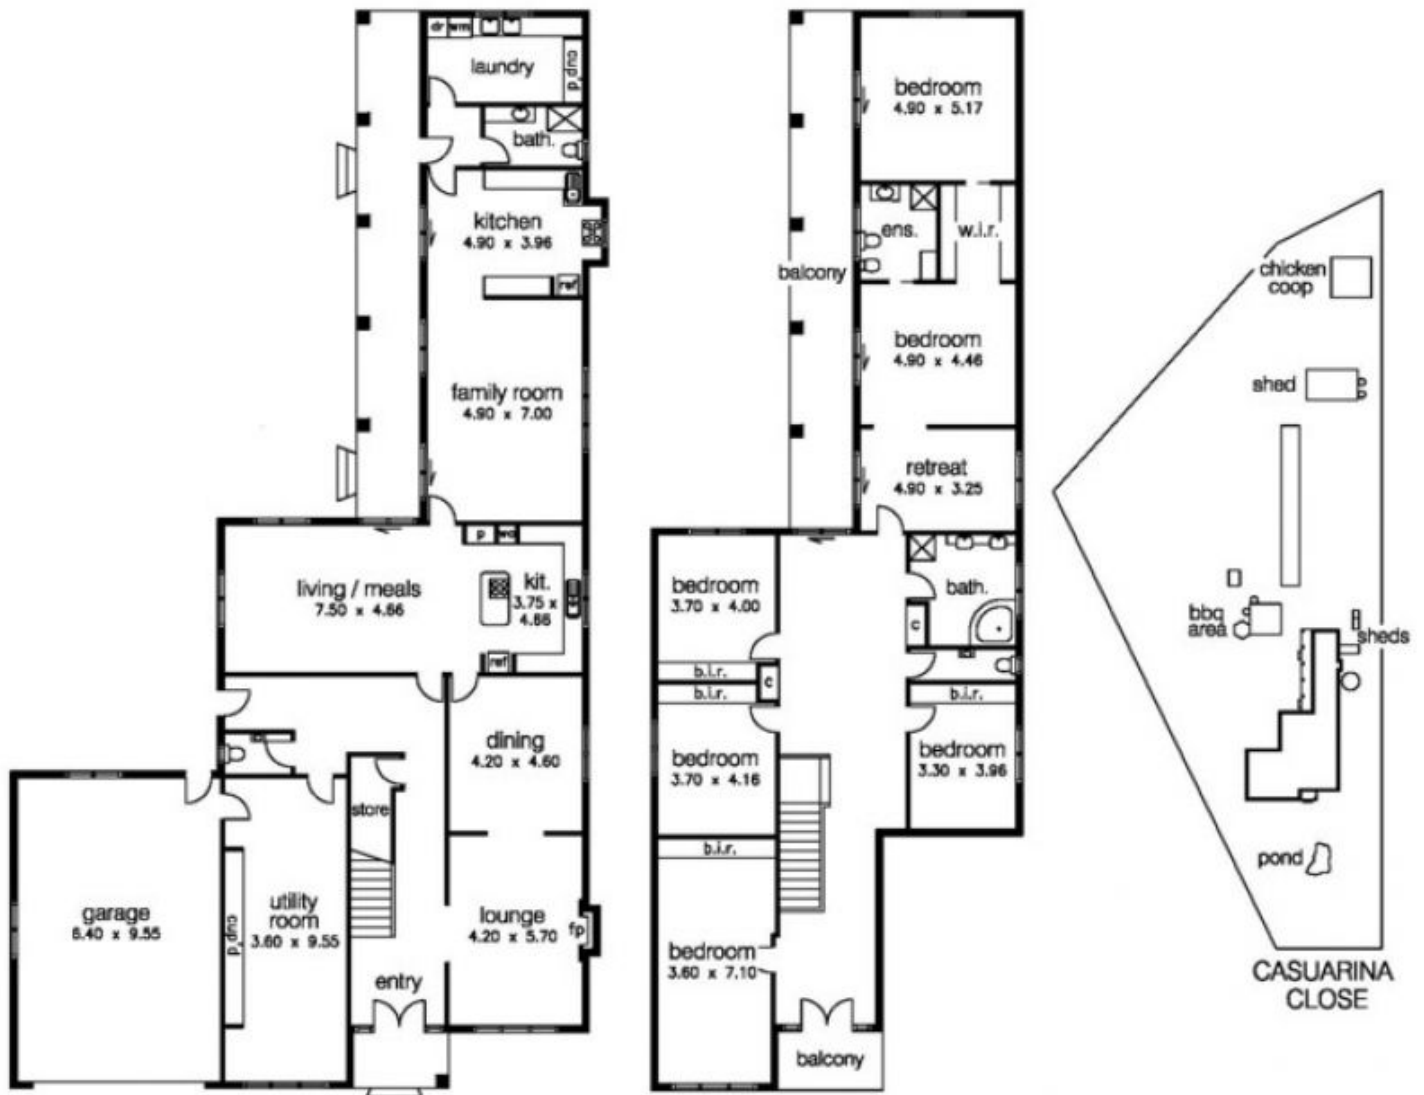 dr wm
laundry
cup'd
bath.
kitchen
4.90 x 3.96
ref
family room
4.90 x 7.00
p wo
living / meals
7.50 x 4.66
kit.
3.75 x
4.66
ref
dining
4.20 x 4.60
store
garage
6.40 x 9.55
cup'd
utility
room
3.60 x 9.55
lounge
4.20 x 5.70
fp
entry
bedroom
4.90 x 5.17
ens.
w.i.r.
balcony
bedroom
4.90 x 4.46
retreat
4.90 x 3.25
bedroom
3.70 x 4.00
bath.
c
b.i.r.
b.i.r.
c
b.i.r.
bedroom
3.70 x 4.16
bedroom
3.30 x 3.96
b.i.r.
bedroom
3.60 x 7.10
balcony
chicken
coop
shed
bbq
area
sheds
pond
CASUARINA
CLOSE